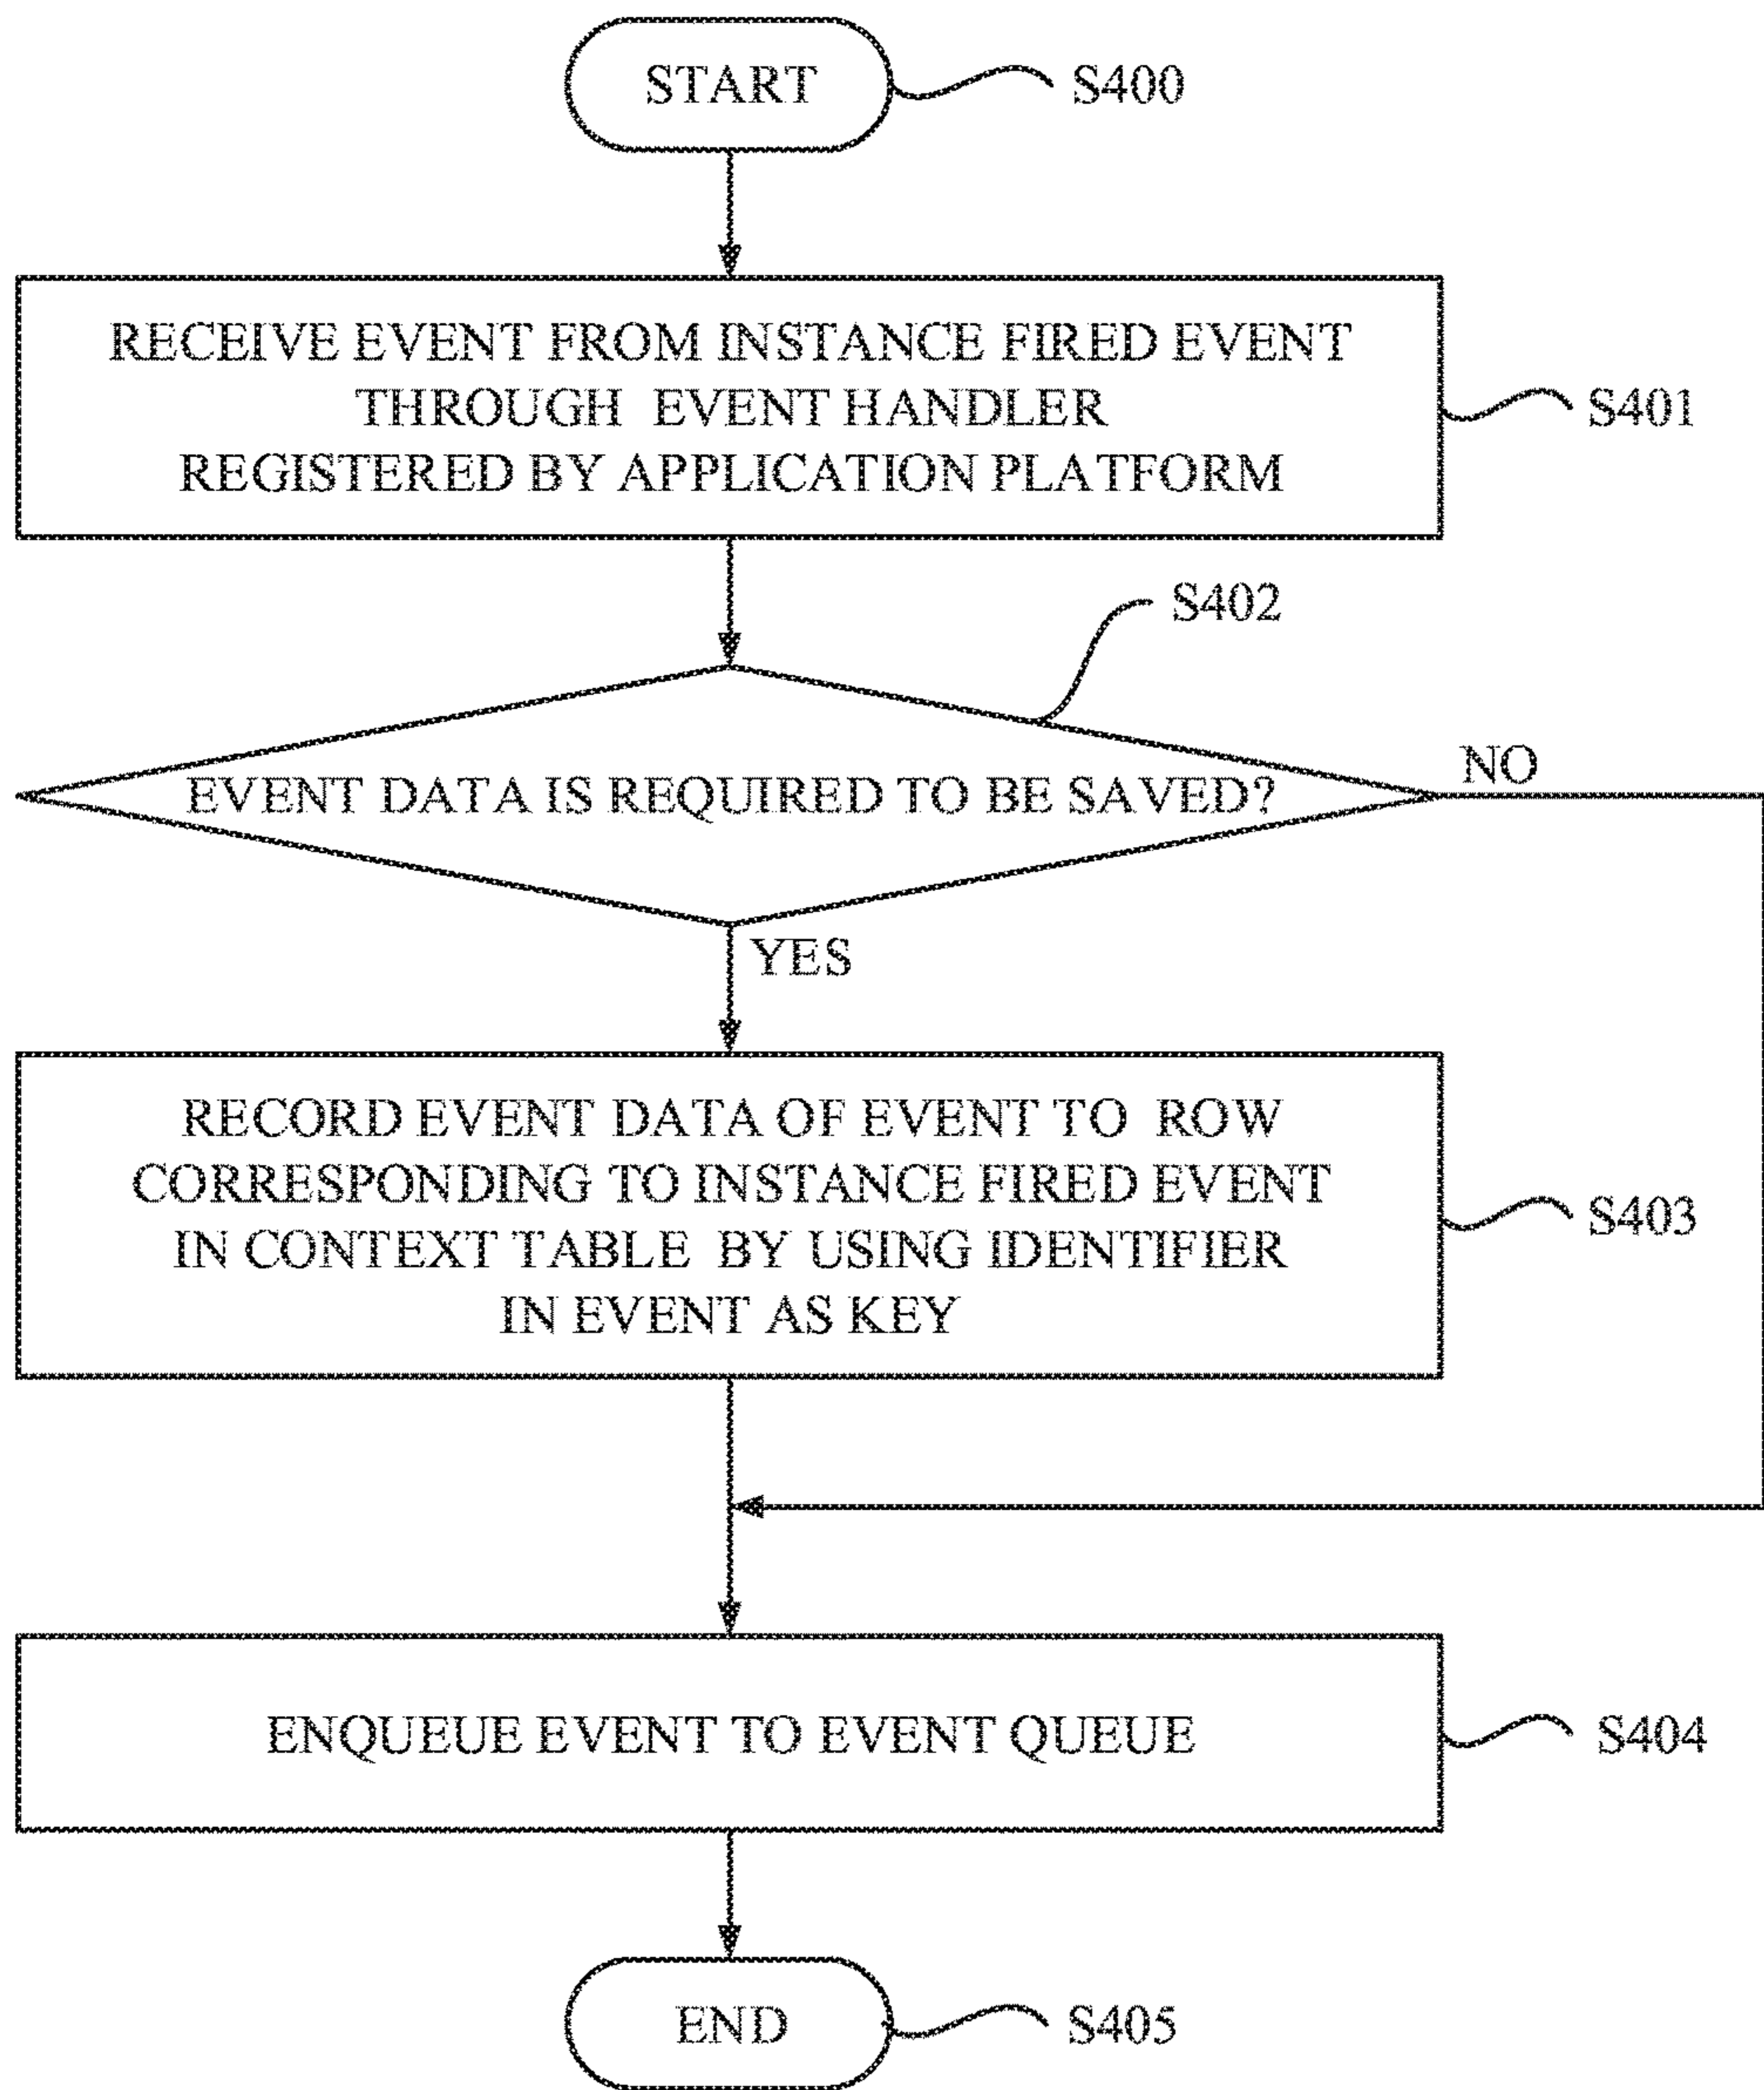 START
S400
RECEIVE EVENT FROM INSTANCE FIRED EVENT
THROUGH EVENT HANDLER
REGISTERED BY APPLICATION PLATFORM
S401
S402
EVENT DATA IS REQUIRED TO BE SAVED?
NO
YES
RECORD EVENT DATA OF EVENT TO ROW
CORRESPONDING TO INSTANCE FIRED EVENT
IN CONTEXT TABLE BY USING IDENTIFIER
IN EVENT AS KEY
S403
ENQUEUE EVENT TO EVENT QUEUE
S404
END
S405